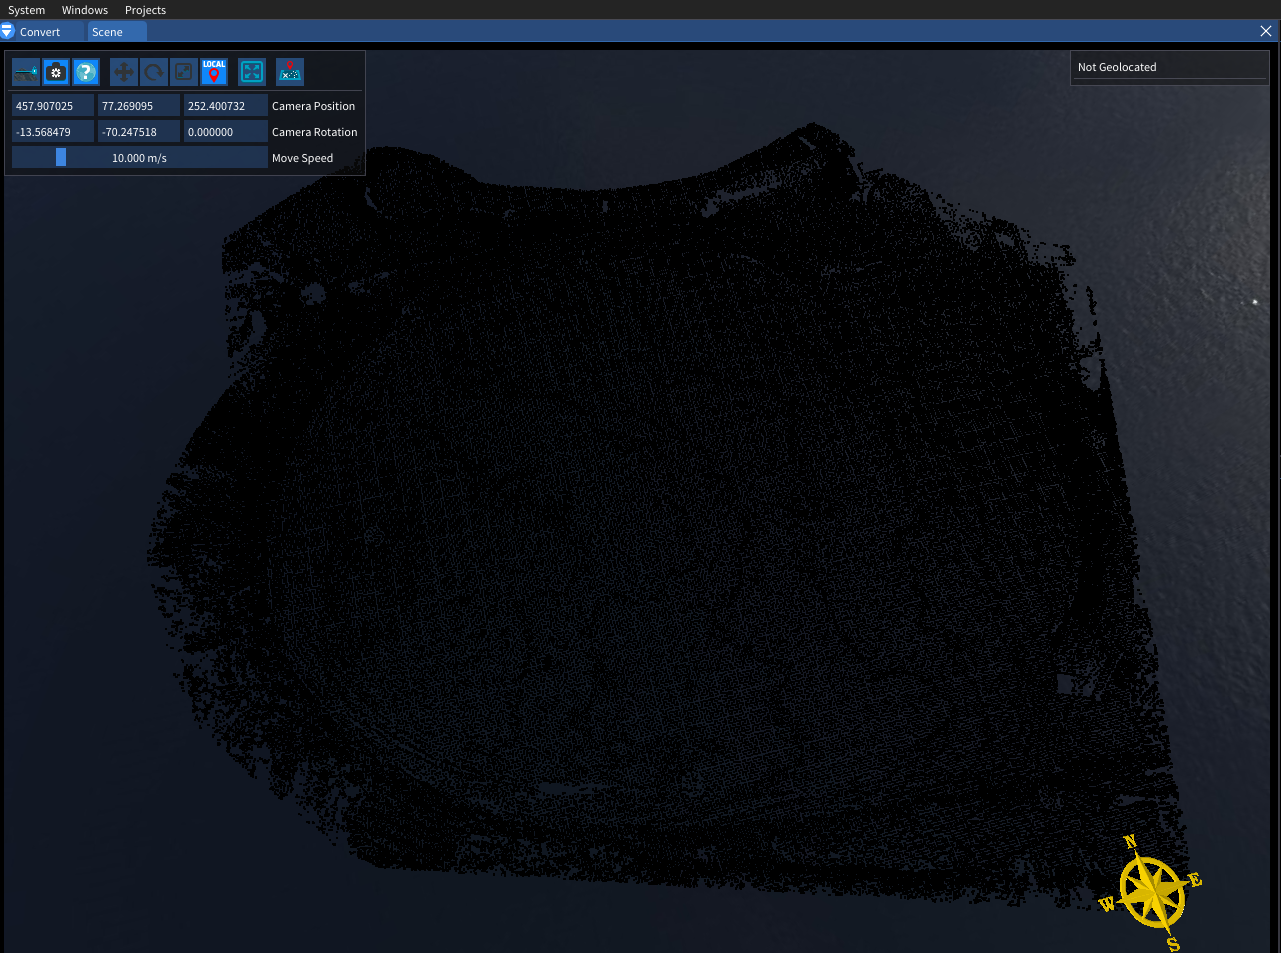 System Windows Projects
Convert Scene
LOCAL
Not Geolocated
457.907025 77.269095 252.400732 Camera Position
-13.568479 -70.247518 0.000000 Camera Rotation
10.000 m/s Move Speed
N
E
W
S